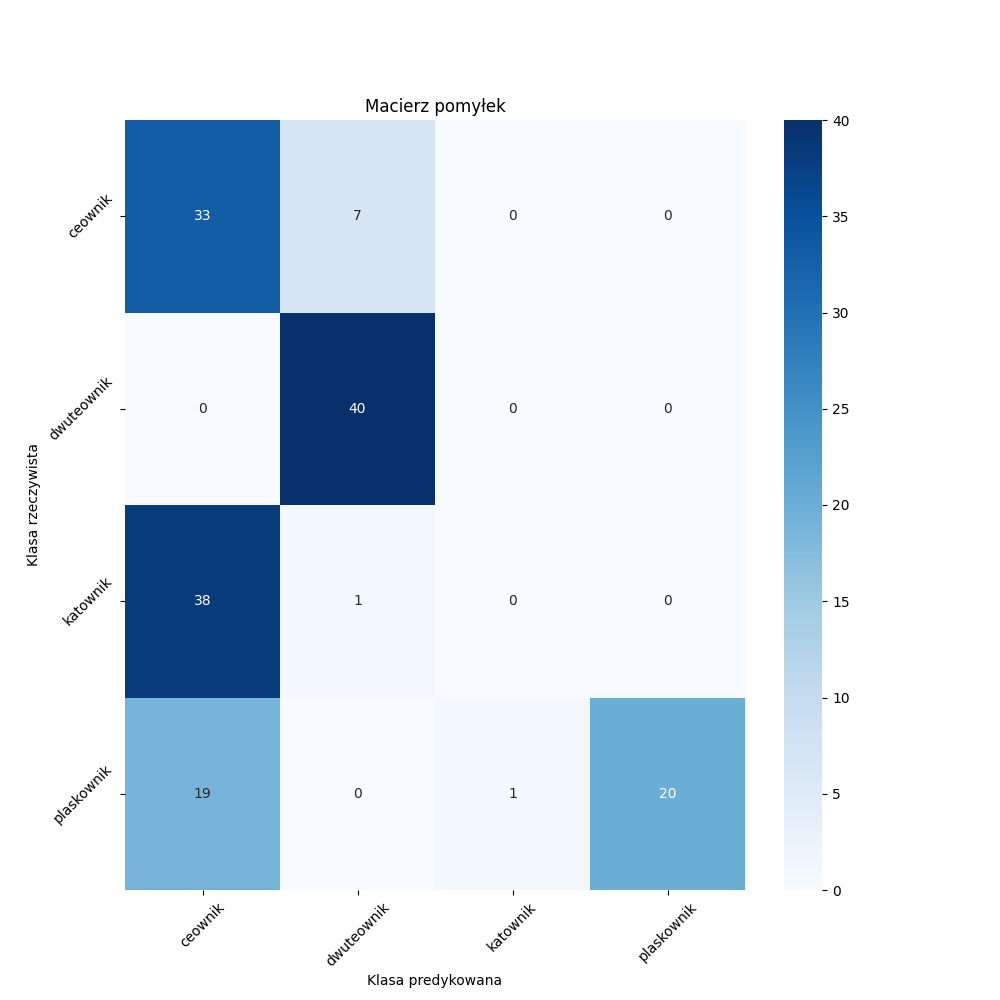 Macierz pomyłek
Klasa rzeczywista
ceownik
33 7 0 0
dwuteownik
0 40 0 0
katownik
38 1 0 0
plaskownik
19 0 1 20
ceownik dwuteownik katownik plaskownik
Klasa predykowana
40
35
30
25
20
15
10
5
0